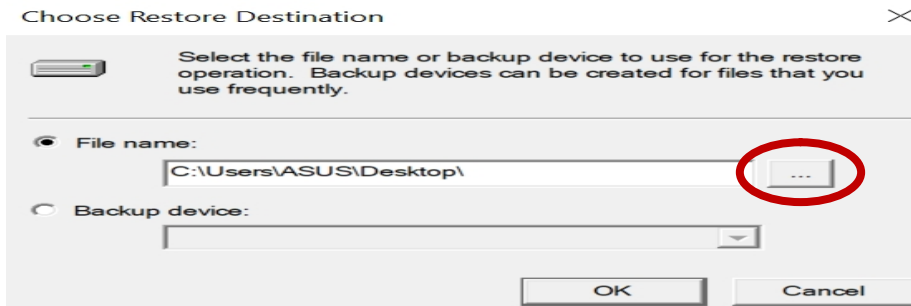 Choose Restore Destination
Select the file name or backup device to use for the restore
operation.  Backup devices can be created for files that you
use frequently.
File name:
C:\Users\ASUS\Desktop\
...
Backup device:
OK
Cancel